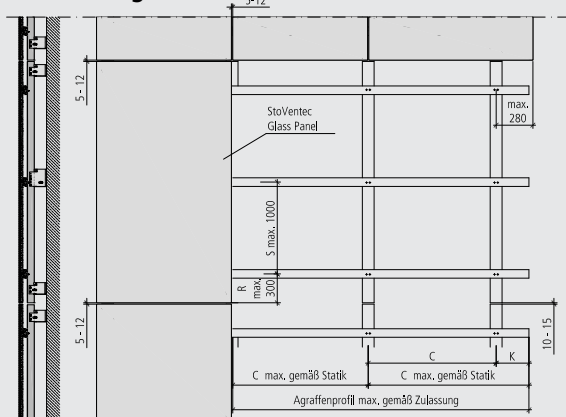 5-12
5 - 12
StoVentec
Glass Panel
max.
280
S max. 1000
R
max.
300
5 - 12
10 - 15
C
K
C max. gemäß Statik
C max. gemäß Statik
Agraffenprofil max. gemäß Zulassung